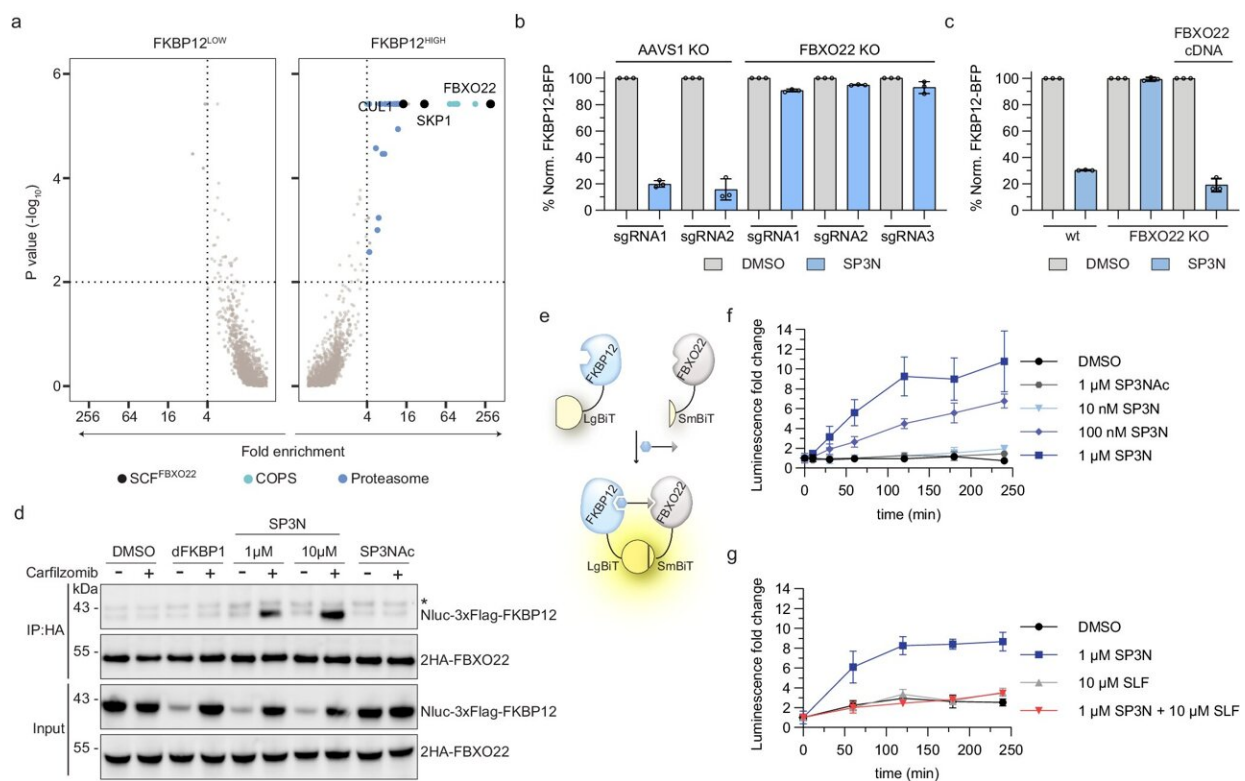 a
FKBP12LOW
FKBP12HIGH
P value (-log10)
6
4
2
0
CUL1
SKP1
FBXO22
256 64 16 4
4 16 64 256
Fold enrichment
SCFFBXO22
COPS
Proteasome
b
AAVS1 KO
FBXO22 KO
% Norm. FKBP12-BFP
100
80
60
40
20
0
sgRNA1
sgRNA2
sgRNA1
sgRNA2
sgRNA3
DMSO
SP3N
c
FBXO22
cDNA
% Norm. FKBP12-BFP
100
80
60
40
20
0
wt
FBXO22 KO
DMSO
SP3N
d
SP3N
DMSO dFKBP1 1µM 10µM SP3NAc
Carfilzomib - + - + - + - + - +
kDa
43 -
*
Nluc-3xFlag-FKBP12
IP:HA
55 -
2HA-FBXO22
43 -
Nluc-3xFlag-FKBP12
Input
55 -
2HA-FBXO22
e
FKBP12
FBXO22
LgBiT
SmBiT
FKBP12
FBXO22
LgBiT
SmBiT
f
Luminescence fold change
14
12
10
8
6
4
2
0
0 50 100 150 200 250
time (min)
DMSO
1 µM SP3NAc
10 nM SP3N
100 nM SP3N
1 µM SP3N
g
Luminescence fold change
14
12
10
8
6
4
2
0
0 50 100 150 200 250
time (min)
DMSO
1 µM SP3N
10 µM SLF
1 µM SP3N + 10 µM SLF